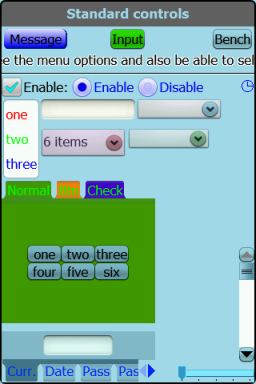 Standard controls
Message Input Bench
ee the menu options and also be able to sel
Enable: Enable Disable
one
two
three
6 items
Normal Check
one two three
four five six
Curr. Date Pass Pas